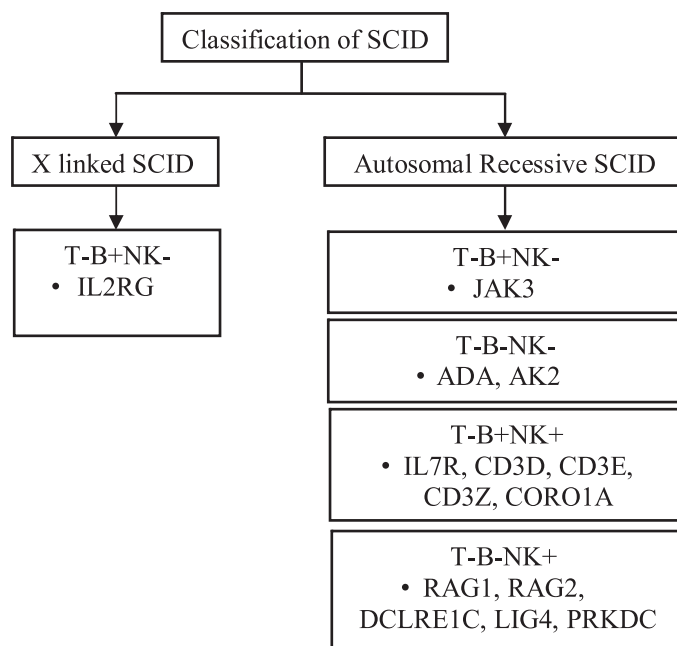 Classification of SCID
X linked SCID
Autosomal Recessive SCID
T-B+NK-
• IL2RG
T-B+NK-
• JAK3
T-B-NK-
• ADA, AK2
T-B+NK+
• IL7R, CD3D, CD3E,
CD3Z, CORO1A
T-B-NK+
• RAG1, RAG2,
DCLRE1C, LIG4, PRKDC